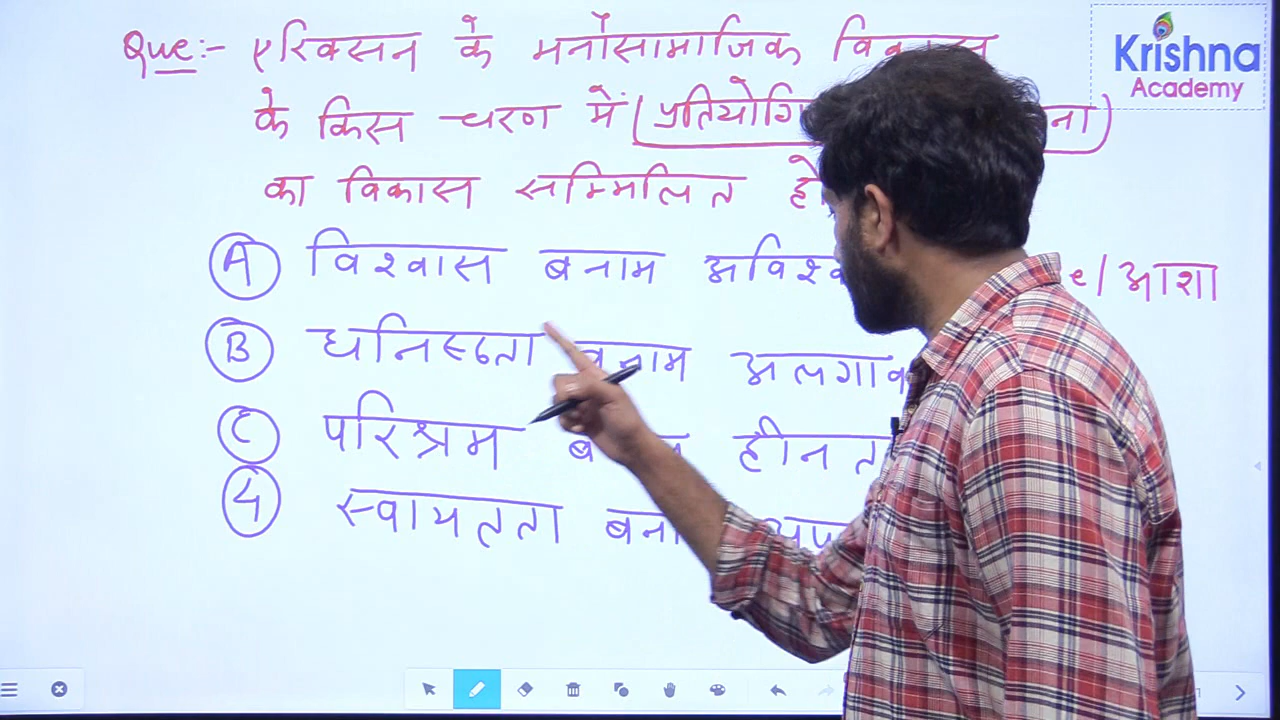 Krishna
Academy
Que:- एरिक्सन के मनोसामाजिक विकास
के किस चरण में (प्रतियोगि ना)
का विकास सम्मिलित हो
A विश्वास बनाम अविश्व e/आशा
B घनिष्ठता बनाम अलगाव
C परिश्रम हीनत
4 स्वायतता बना